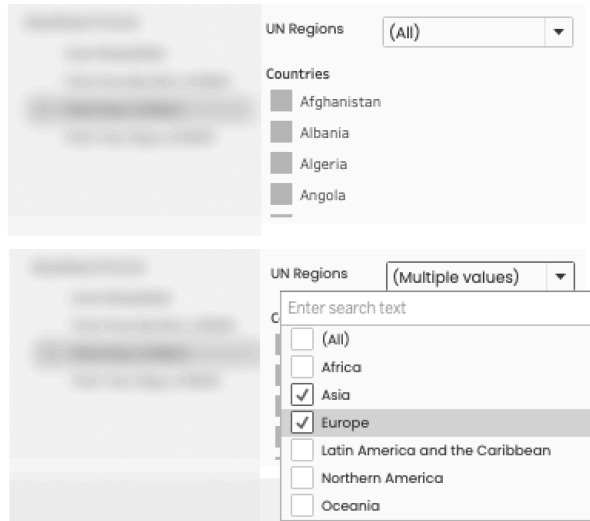 UN Regions (All)
Countries
Afghanistan
Albania
Algeria
Angola
UN Regions (Multiple values)
Enter search text
(All)
Africa
Asia
Europe
Latin America and the Caribbean
Northern America
Oceania